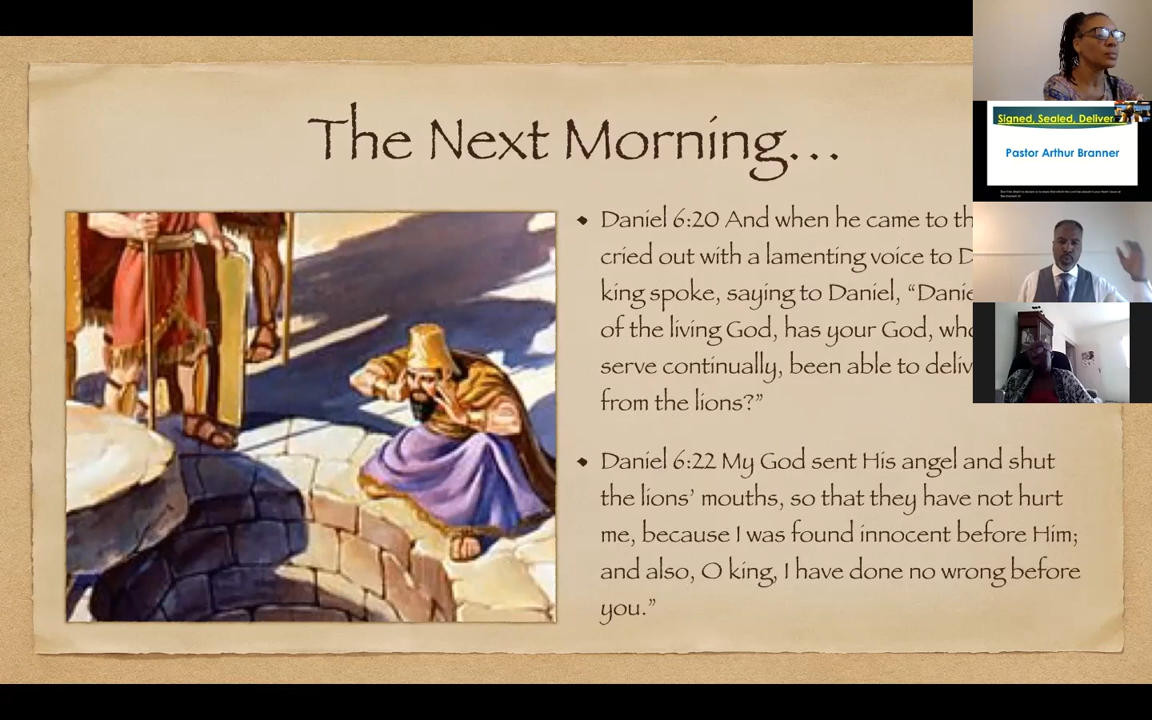 The Next Morning...
Daniel 6:20 And when he came to th
cried out with a lamenting voice to D
king spoke, saying to Daniel, “Danie
of the living God, has your God, who
serve continually, been able to deliv
from the lions?”
Daniel 6:22 My God sent His angel and shut
the lions’ mouths, so that they have not hurt
me, because I was found innocent before Him;
and also, O king, I have done no wrong before
you.”
Signed, Sealed, Deliver
Pastor Arthur Branner